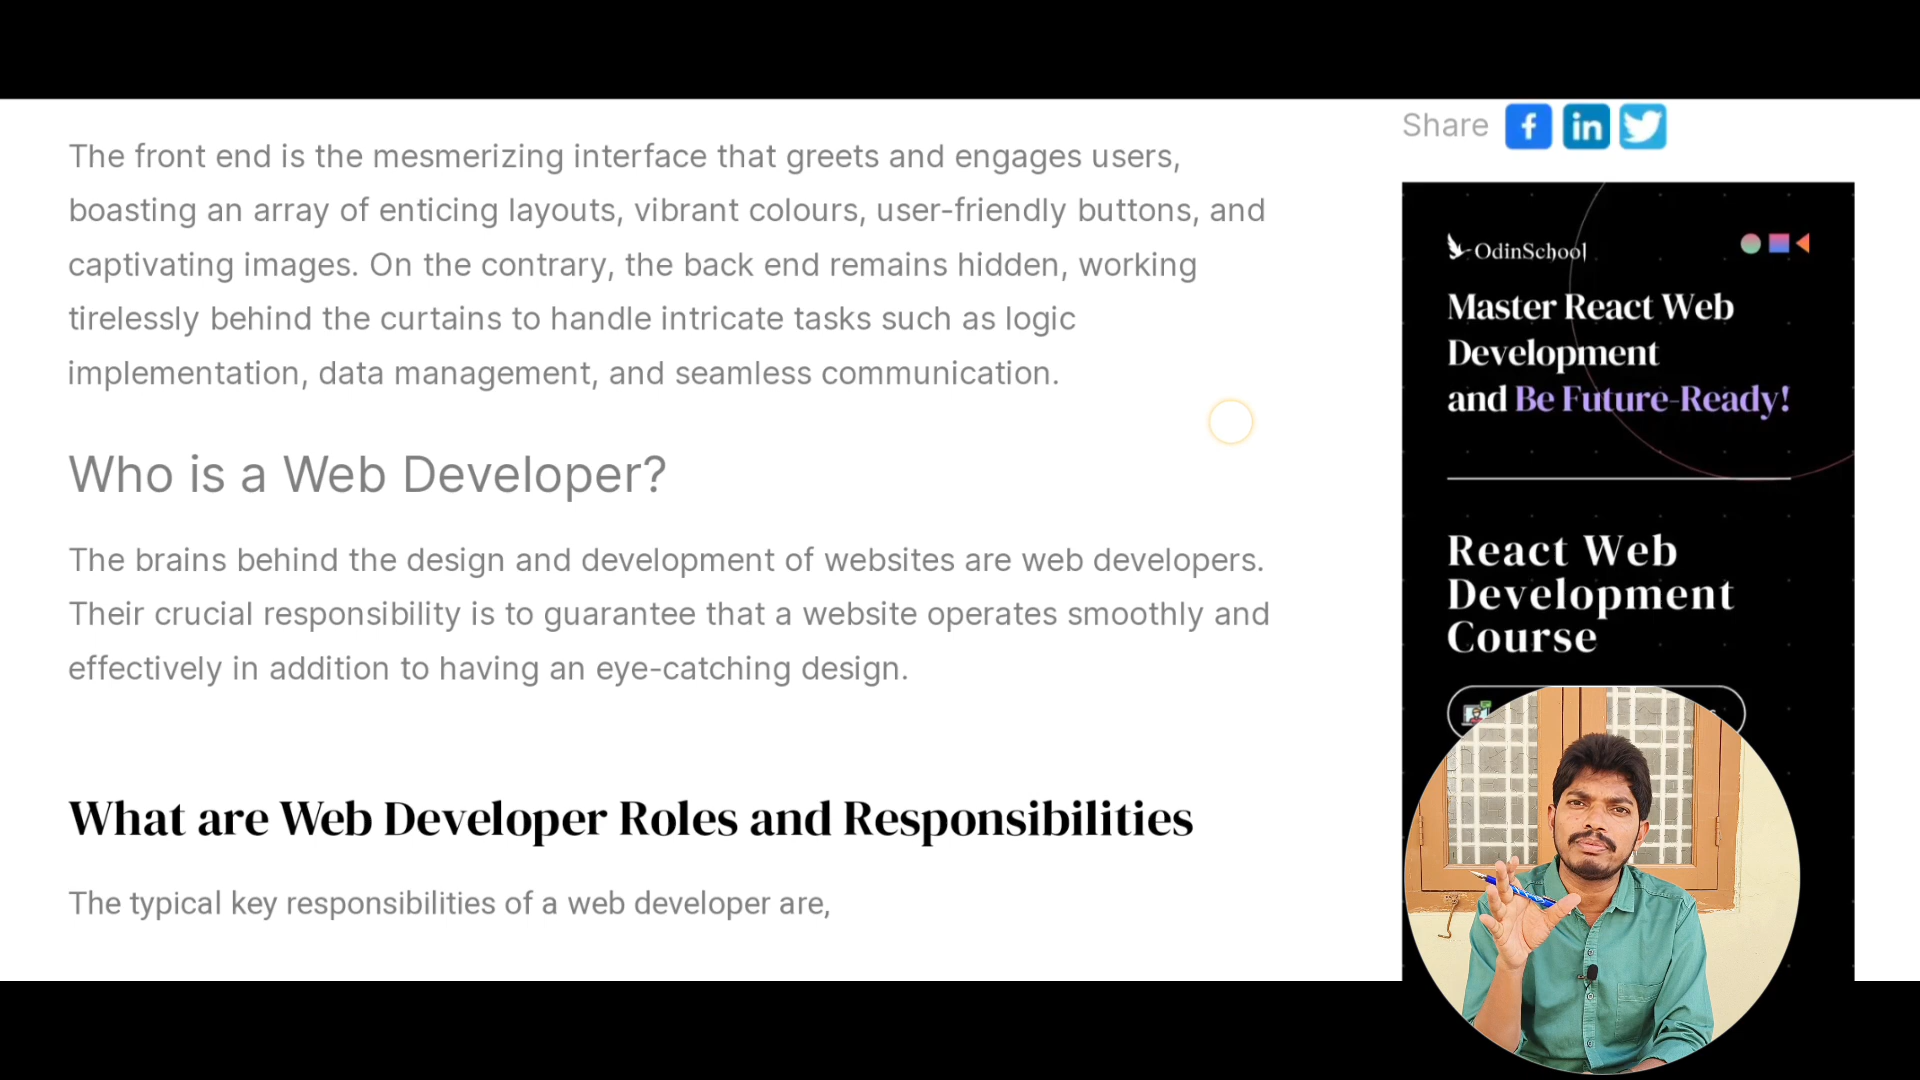 The front end is the mesmerizing interface that greets and engages users,
boasting an array of enticing layouts, vibrant colours, user-friendly buttons, and
captivating images. On the contrary, the back end remains hidden, working
tirelessly behind the curtains to handle intricate tasks such as logic
implementation, data management, and seamless communication.
Who is a Web Developer?
The brains behind the design and development of websites are web developers.
Their crucial responsibility is to guarantee that a website operates smoothly and
effectively in addition to having an eye-catching design.
What are Web Developer Roles and Responsibilities
The typical key responsibilities of a web developer are,
Share
OdinSchool
Master React Web
Development
and Be Future-Ready!
React Web
Development
Course